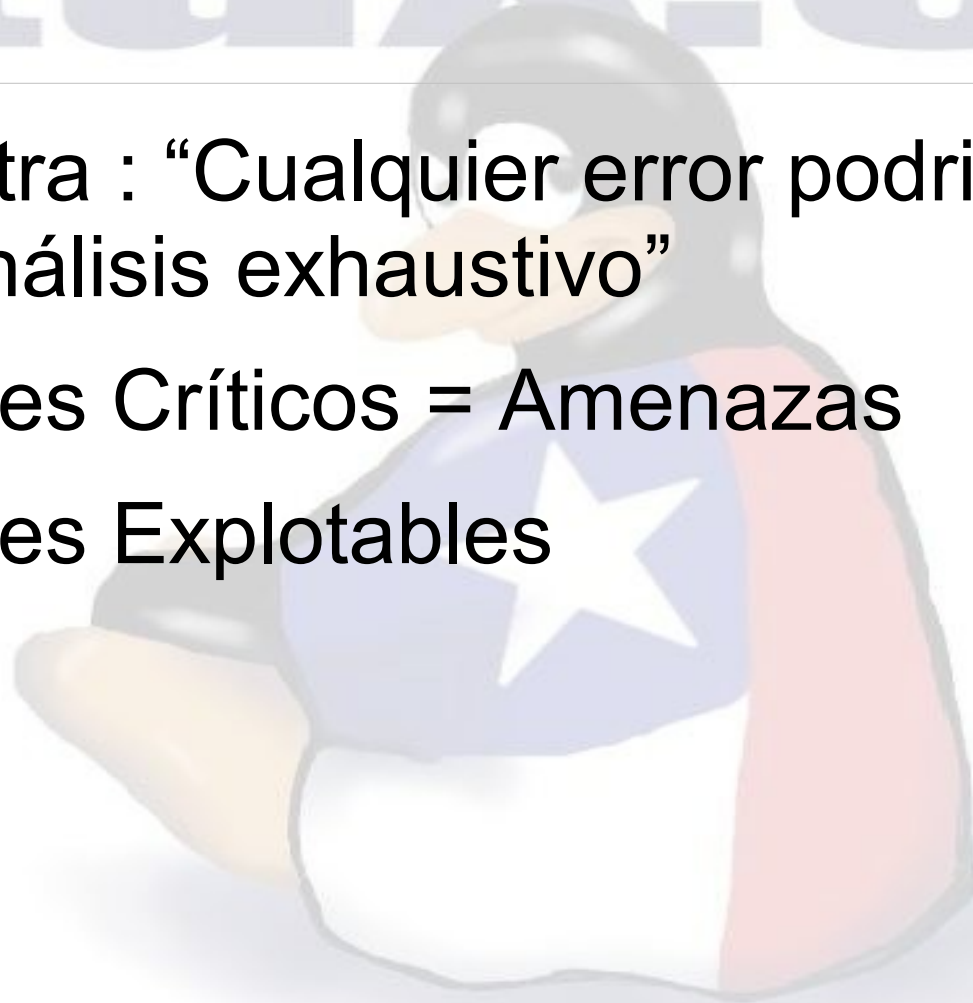 tra : “Cualquier error podri
nálisis exhaustivo”
es Críticos = Amenazas
es Explotables